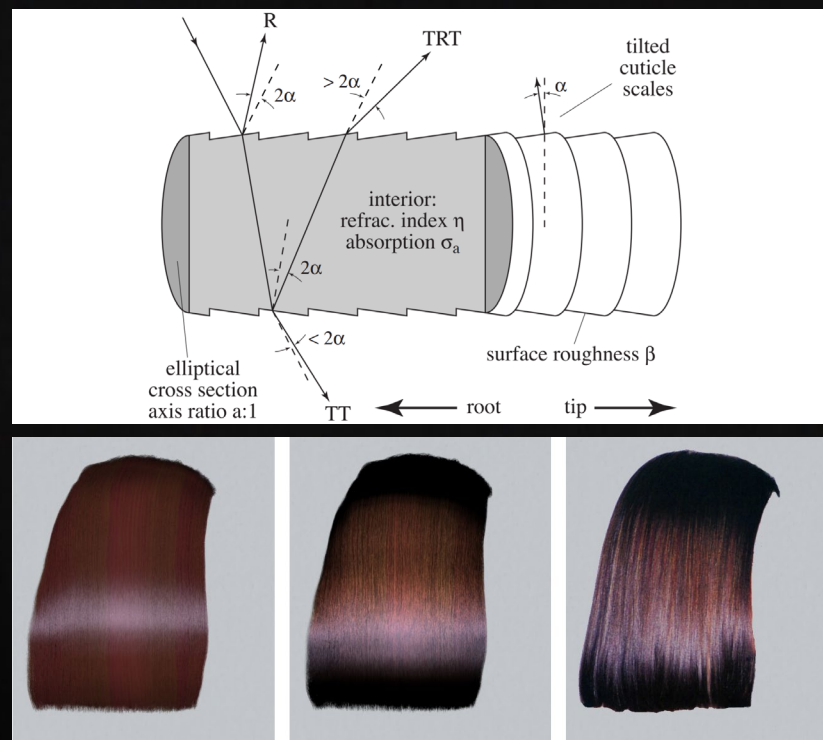 R
TRT
2α
> 2α
α
tilted
cuticle
scales
interior:
refrac. index η
absorption σa
2α
< 2α
elliptical
cross section
axis ratio a:1
surface roughness β
TT
root
tip